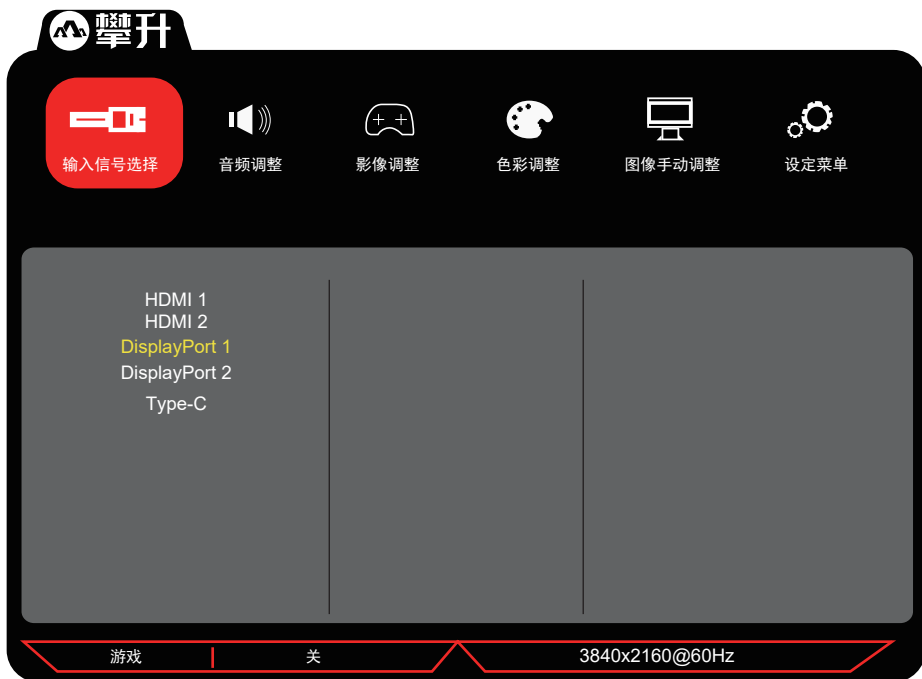 攀升
输入信号选择
音频调整
影像调整
色彩调整
图像手动调整
设定菜单
HDMI 1
HDMI 2
DisplayPort 1
DisplayPort 2
Type-C
游戏
关
3840x2160@60Hz